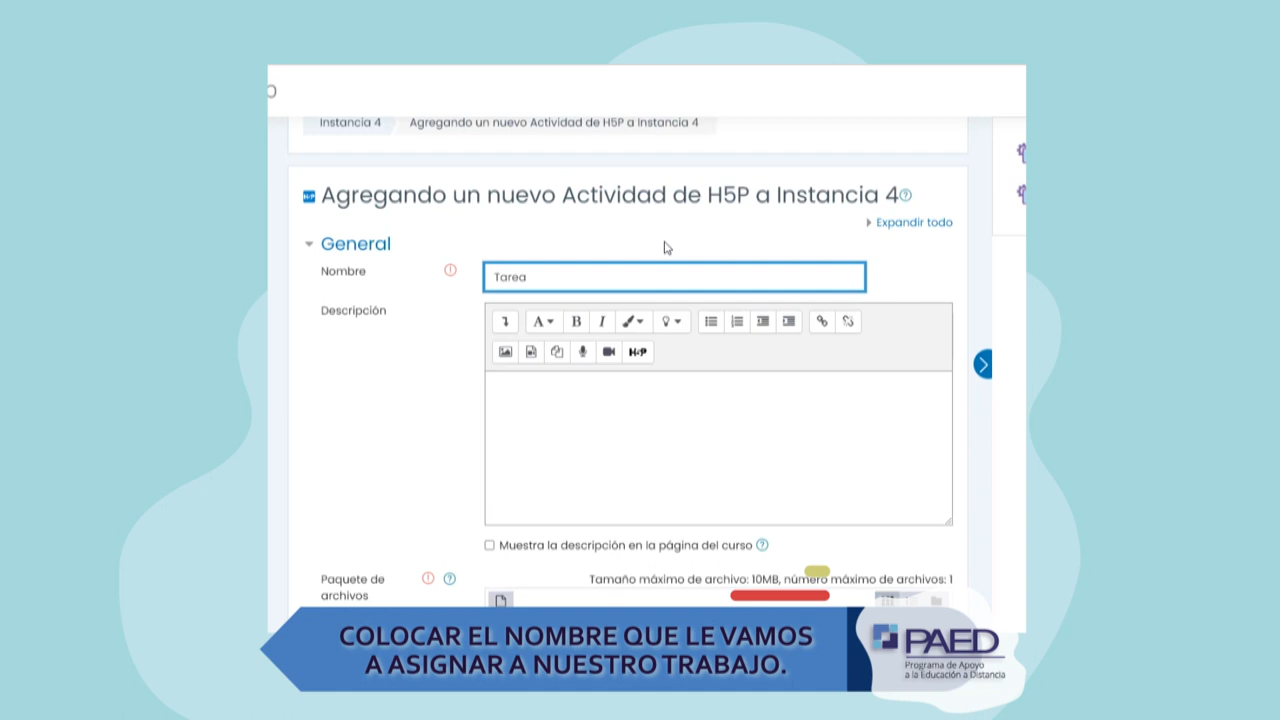 Instancia 4 Agregando un nuevo Actividad de H5P a Instancia 4
H5P Agregando un nuevo Actividad de H5P a Instancia 4
Expandir todo
General
Nombre
Tarea
Descripción
A B I
H5P
Muestra la descripción en la página del curso
Paquete de archivos
Tamaño máximo de archivo: 10MB, número máximo de archivos: 1
COLOCAR EL NOMBRE QUE LE VAMOS
A ASIGNAR A NUESTRO TRABAJO.
PAED
Programa de Apoyo
a la Educación a Distancia